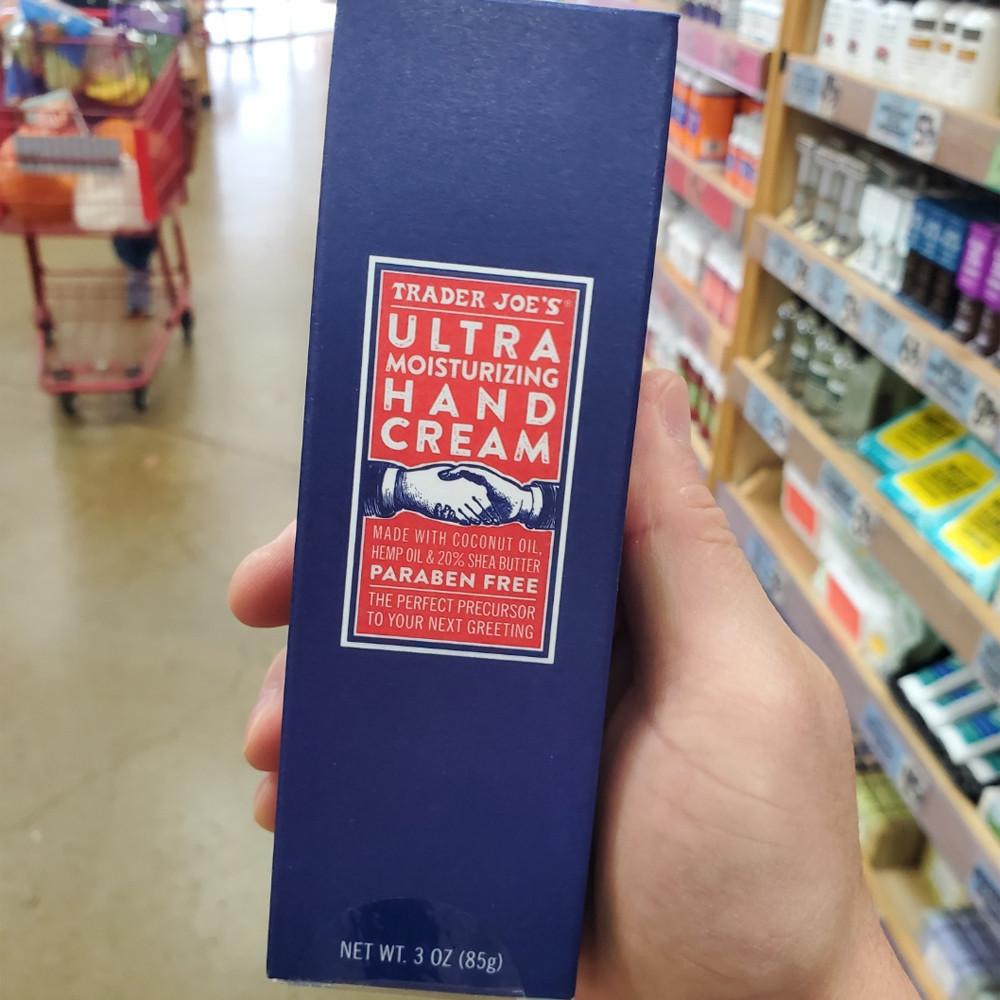 TRADER JOE'S®
ULTRA
MOISTURIZING
HAND
CREAM
MADE WITH COCONUT OIL,
HEMP OIL & 20% SHEA BUTTER
PARABEN FREE
THE PERFECT PRECURSOR
TO YOUR NEXT GREETING
NET WT. 3 OZ (85g)